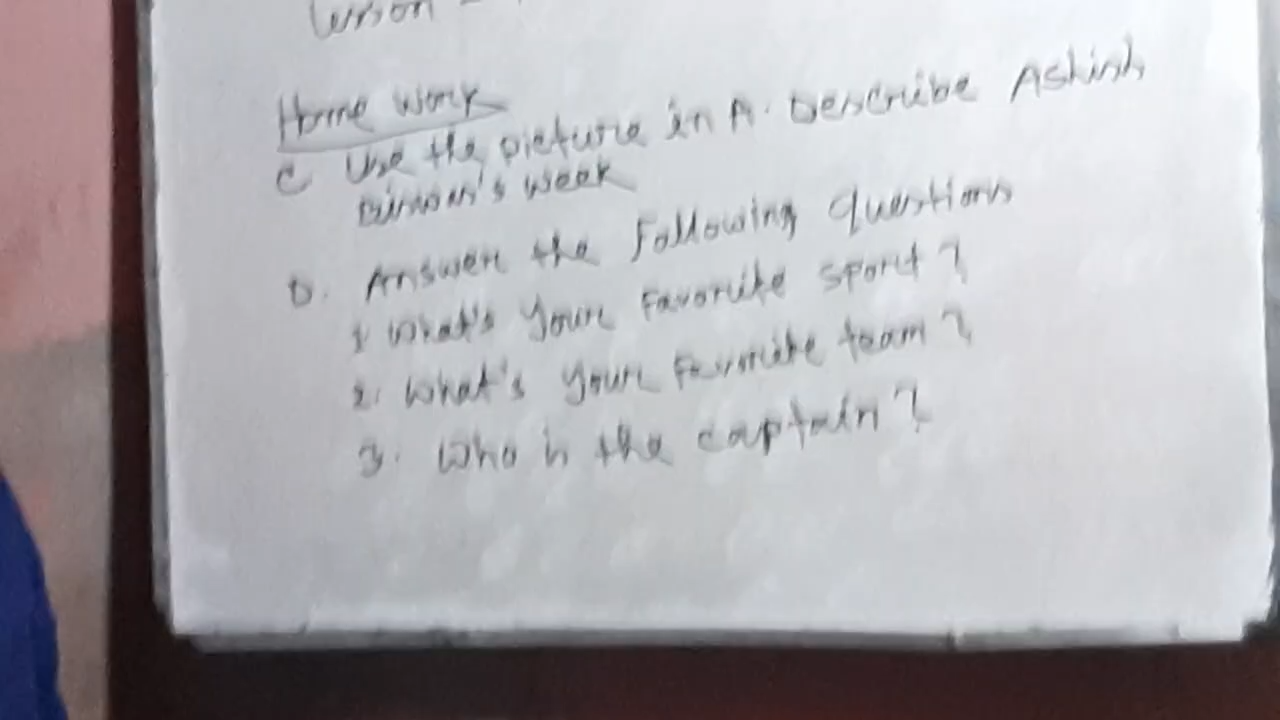 Lesson -
Home Work
C Use the picture in A. Describe Ashish
Biswas's week
D. Answer the following questions
1 What's your favorite sport?
2. What's your favorite team?
3. Who is the captain?